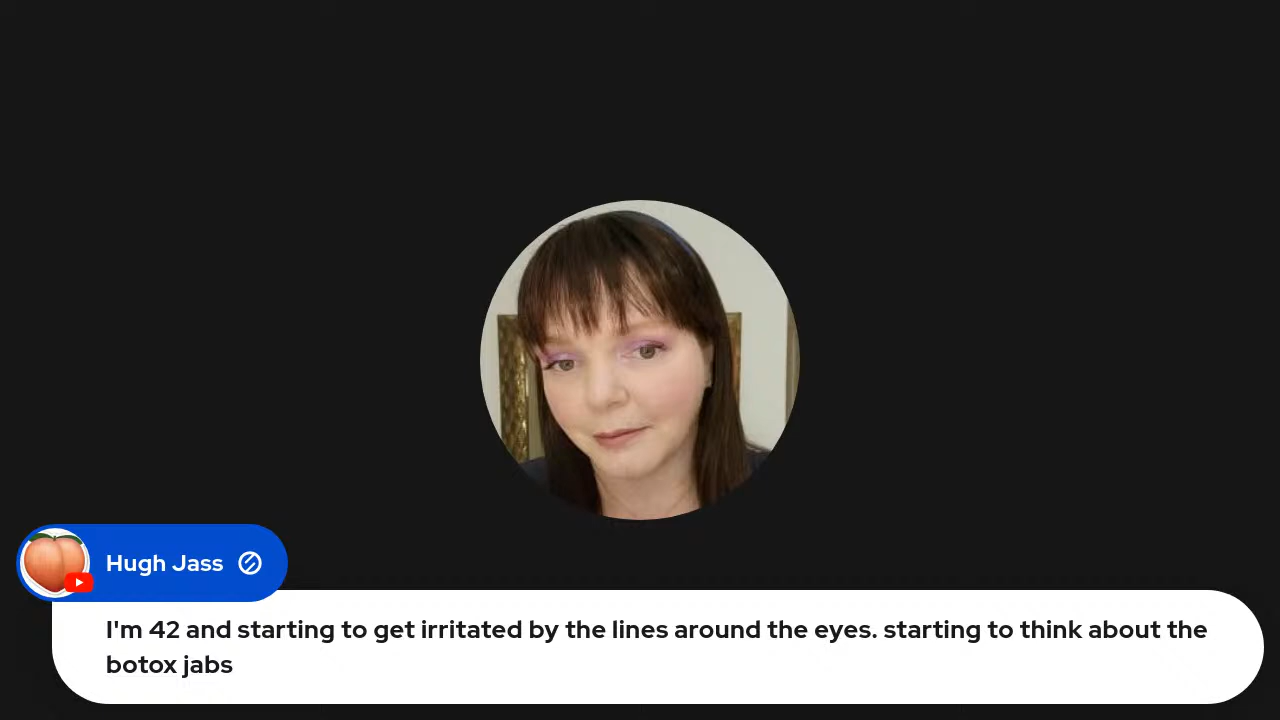 Hugh Jass
I'm 42 and starting to get irritated by the lines around the eyes. starting to think about the
botox jabs